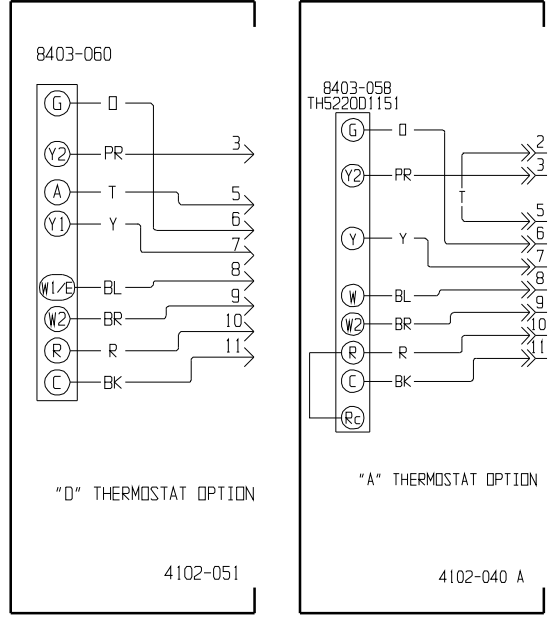 8403-060
G O
Y2 PR 3
A T 5
6
Y1 Y 7
W1/E BL 8
W2 BR 9
R R 10
C BK 11
"D" THERMOSTAT OPTION
4102-051
8403-058
TH5220D1151
G O
2
Y2 PR 3
T
5
6
Y Y 7
W BL 8
W2 BR 9
R R 10
C BK 11
Rc
"A" THERMOSTAT OPTION
4102-040 A